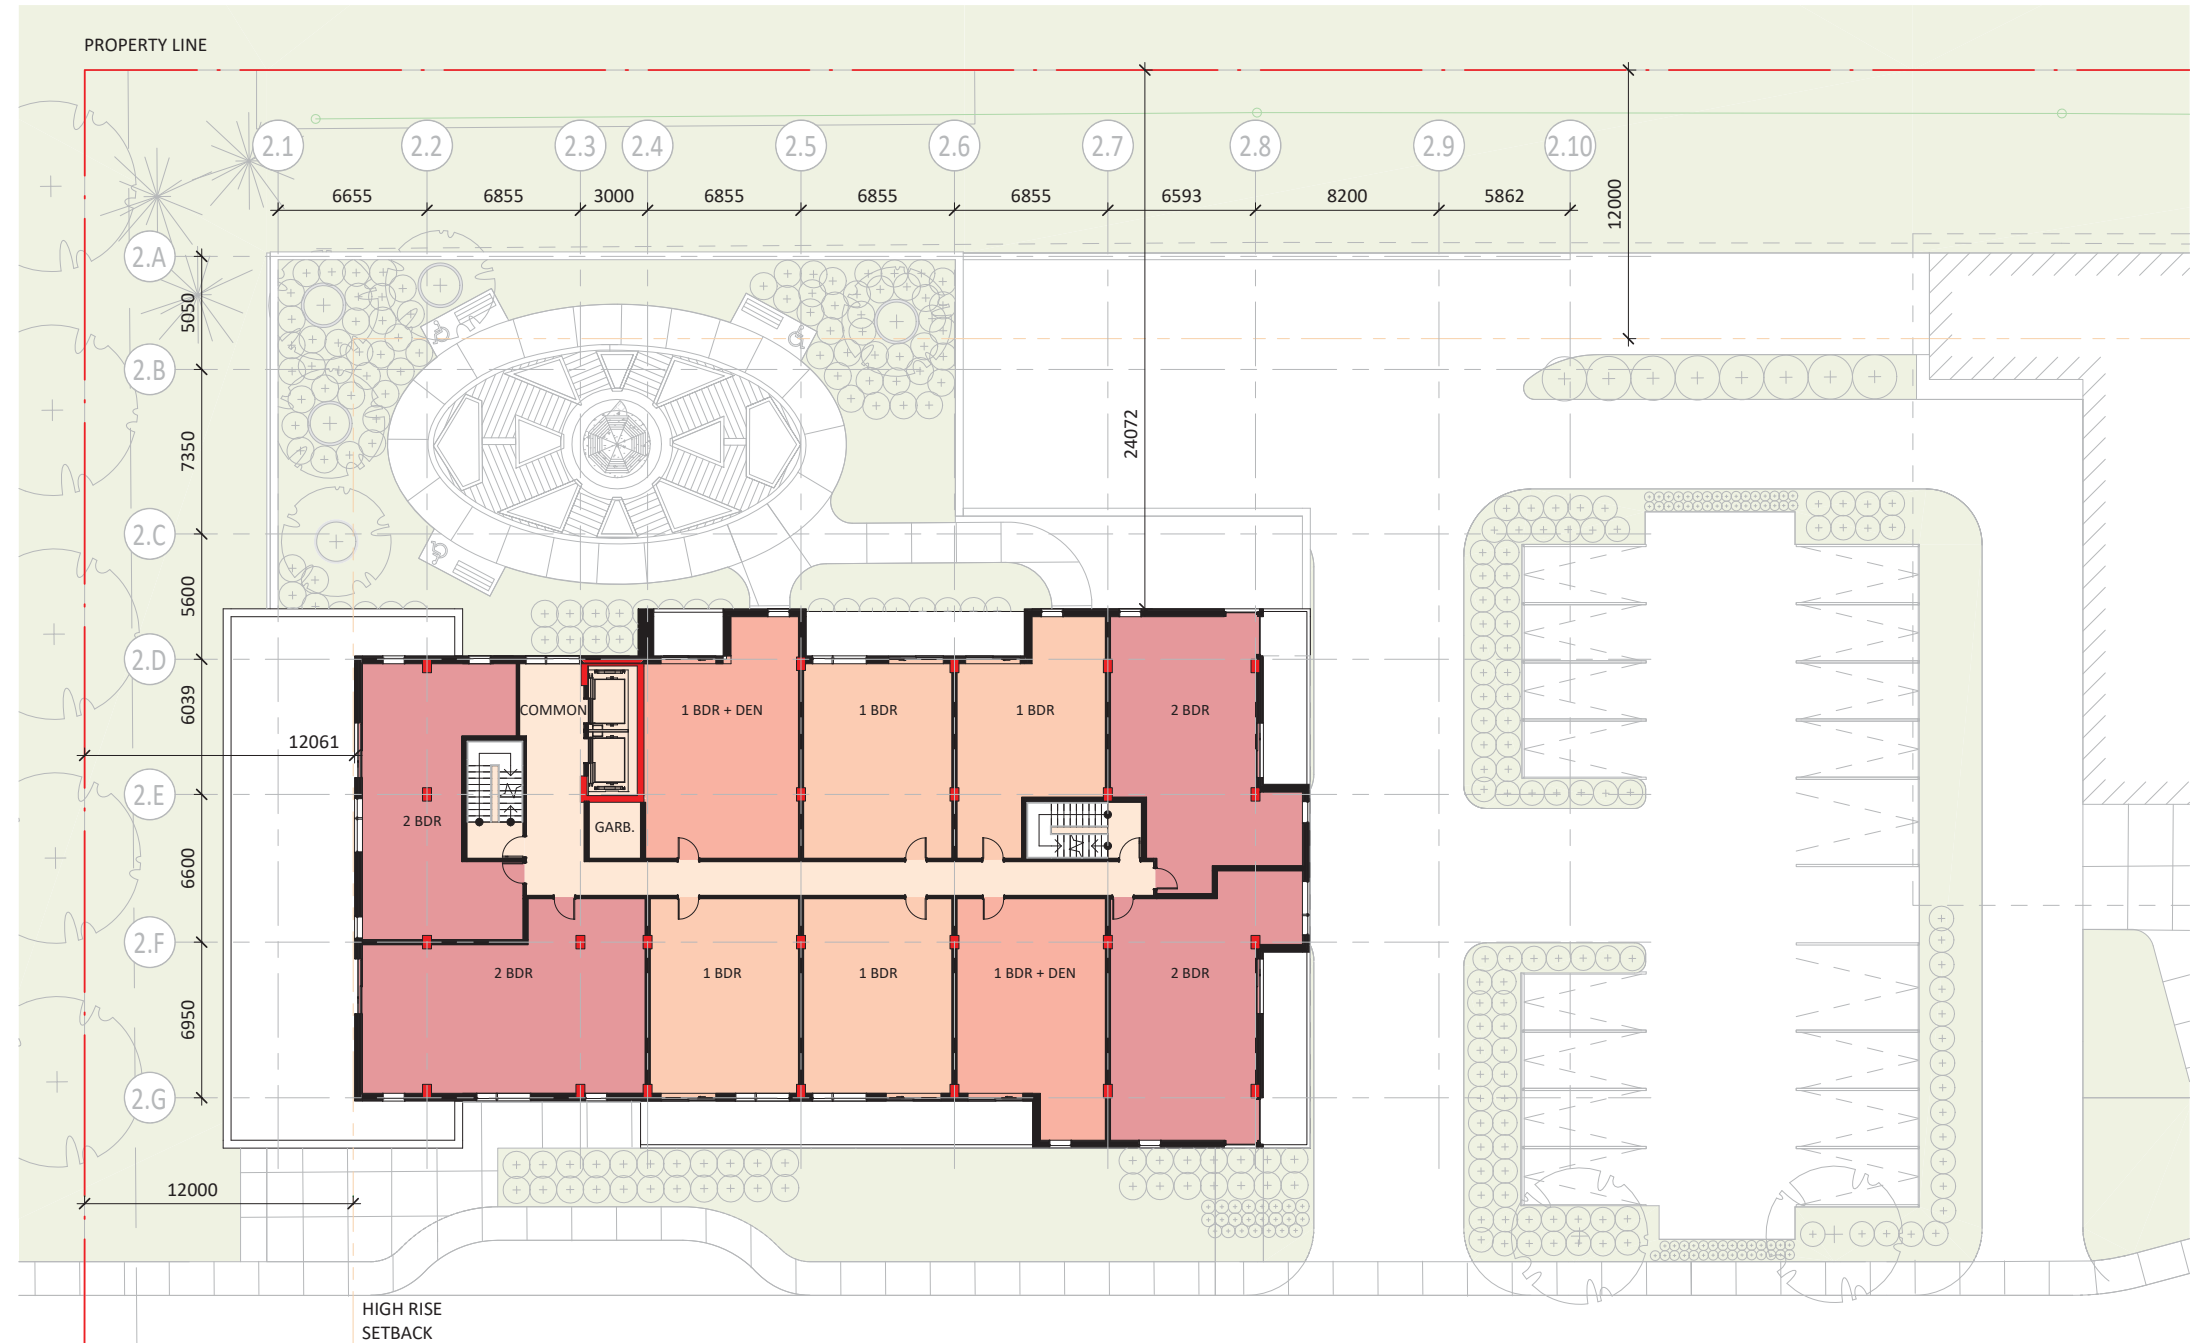 PROPERTY LINE
2.1
2.2
2.3
2.4
2.5
2.6
2.7
2.8
2.9
2.10
6655
6855
3000
6855
6855
6855
6593
8200
5862
12000
2.A
5050
2.B
7350
24072
2.C
5600
2.D
6039
COMMON
1 BDR + DEN
1 BDR
1 BDR
2 BDR
12061
2.E
2 BDR
GARB.
6600
2.F
2 BDR
1 BDR
1 BDR
1 BDR + DEN
2 BDR
6950
2.G
12000
HIGH RISE
SETBACK